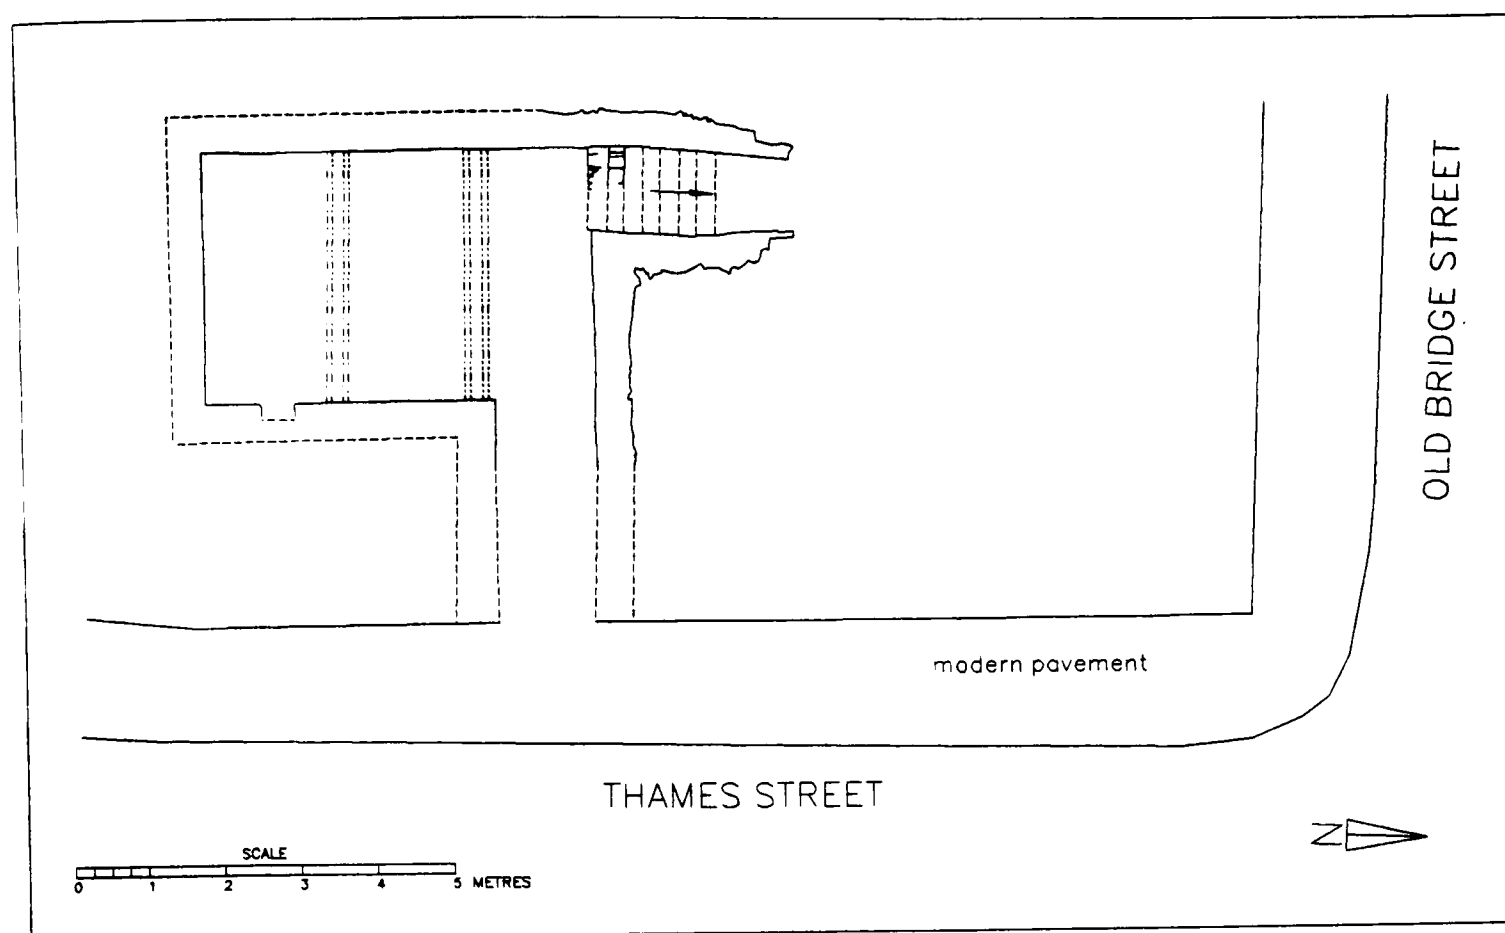 OLD BRIDGE STREET
modern pavement
THAMES STREET
N
SCALE
0 1 2 3 4 5 METRES